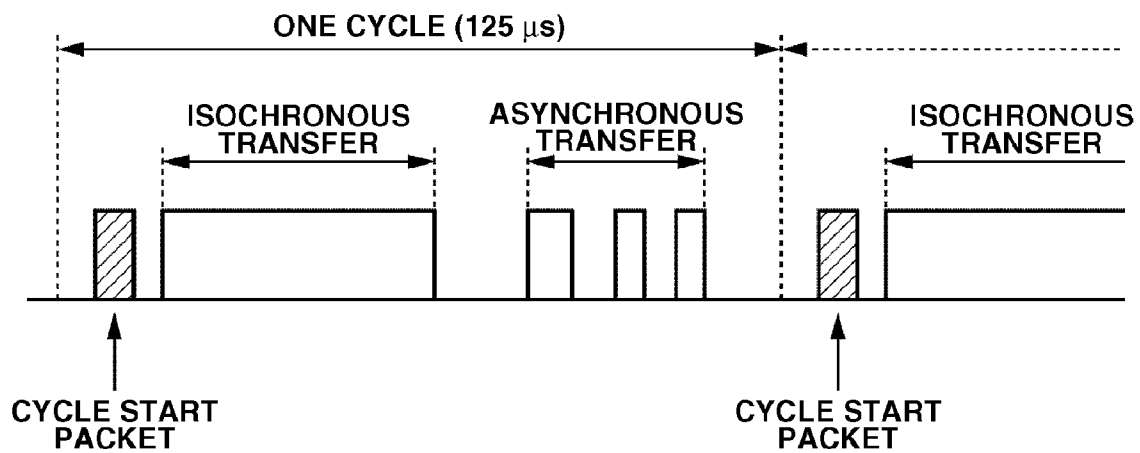 ONE CYCLE (125 μs)
ISOCHRONOUS
TRANSFER
ASYNCHRONOUS
TRANSFER
ISOCHRONOUS
TRANSFER
CYCLE START
PACKET
CYCLE START
PACKET